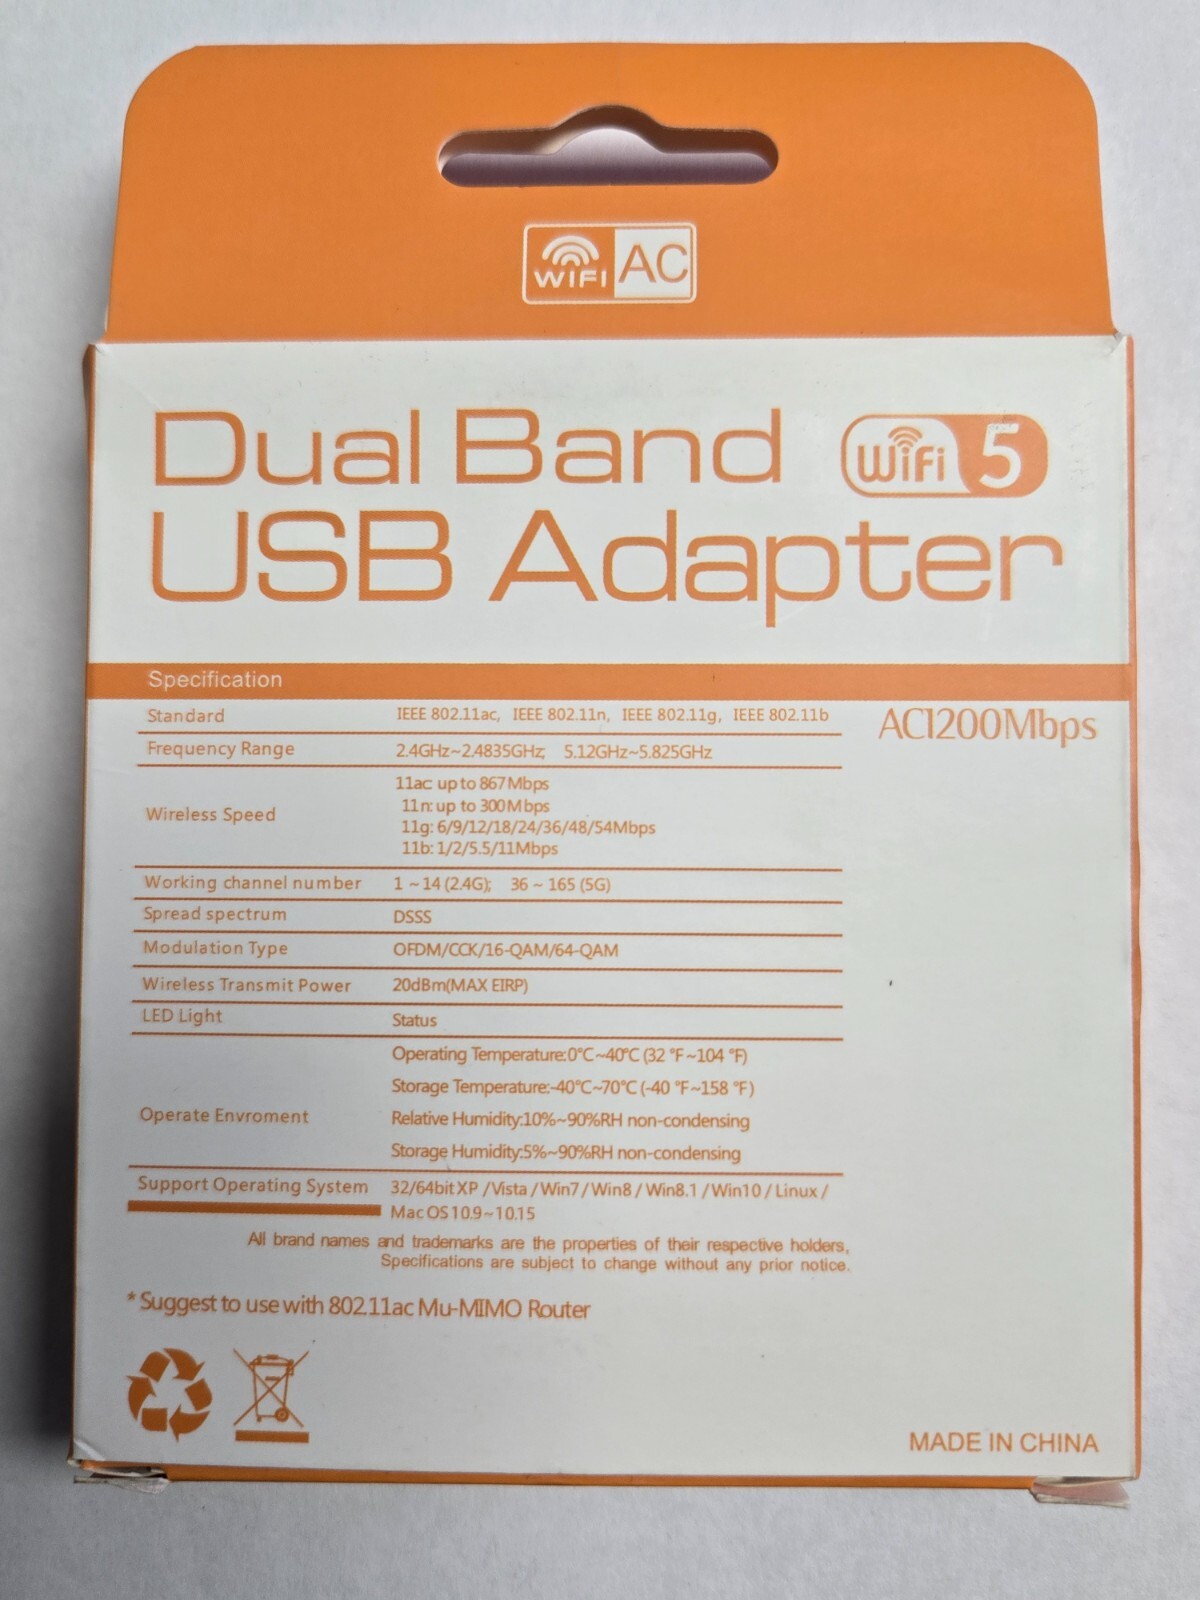 WIFI AC
Dual Band WiFi 5
USB Adapter
Specification
Standard IEEE 802.11ac, IEEE 802.11n, IEEE 802.11g, IEEE 802.11b
AC1200Mbps
Frequency Range 2.4GHz~2.4835GHz; 5.12GHz~5.825GHz
Wireless Speed
11ac: up to 867Mbps
11n: up to 300Mbps
11g: 6/9/12/18/24/36/48/54Mbps
11b: 1/2/5.5/11Mbps
Working channel number 1 ~ 14 (2.4G); 36 ~ 165 (5G)
Spread spectrum DSSS
Modulation Type OFDM/CCK/16-QAM/64-QAM
Wireless Transmit Power 20dBm(MAX EIRP)
LED Light Status
Operate Enviroment
Operating Temperature:0°C~40°C (32 °F~104 °F)
Storage Temperature:-40°C~70°C (-40 °F~158 °F)
Relative Humidity:10%~90%RH non-condensing
Storage Humidity:5%~90%RH non-condensing
Support Operating System 32/64bit XP /Vista /Win7 /Win8 /Win8.1 /Win10 / Linux /
Mac OS 10.9~10.15
All brand names and trademarks are the properties of their respective holders,
Specifications are subject to change without any prior notice.
* Suggest to use with 802.11ac Mu-MIMO Router
MADE IN CHINA